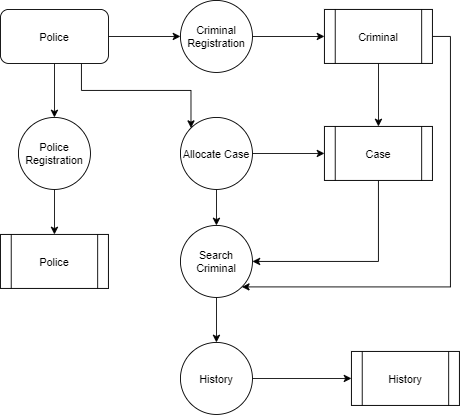 Police
Criminal
Registration
Criminal
Police
Registration
Allocate Case
Case
Police
Search
Criminal
History
History